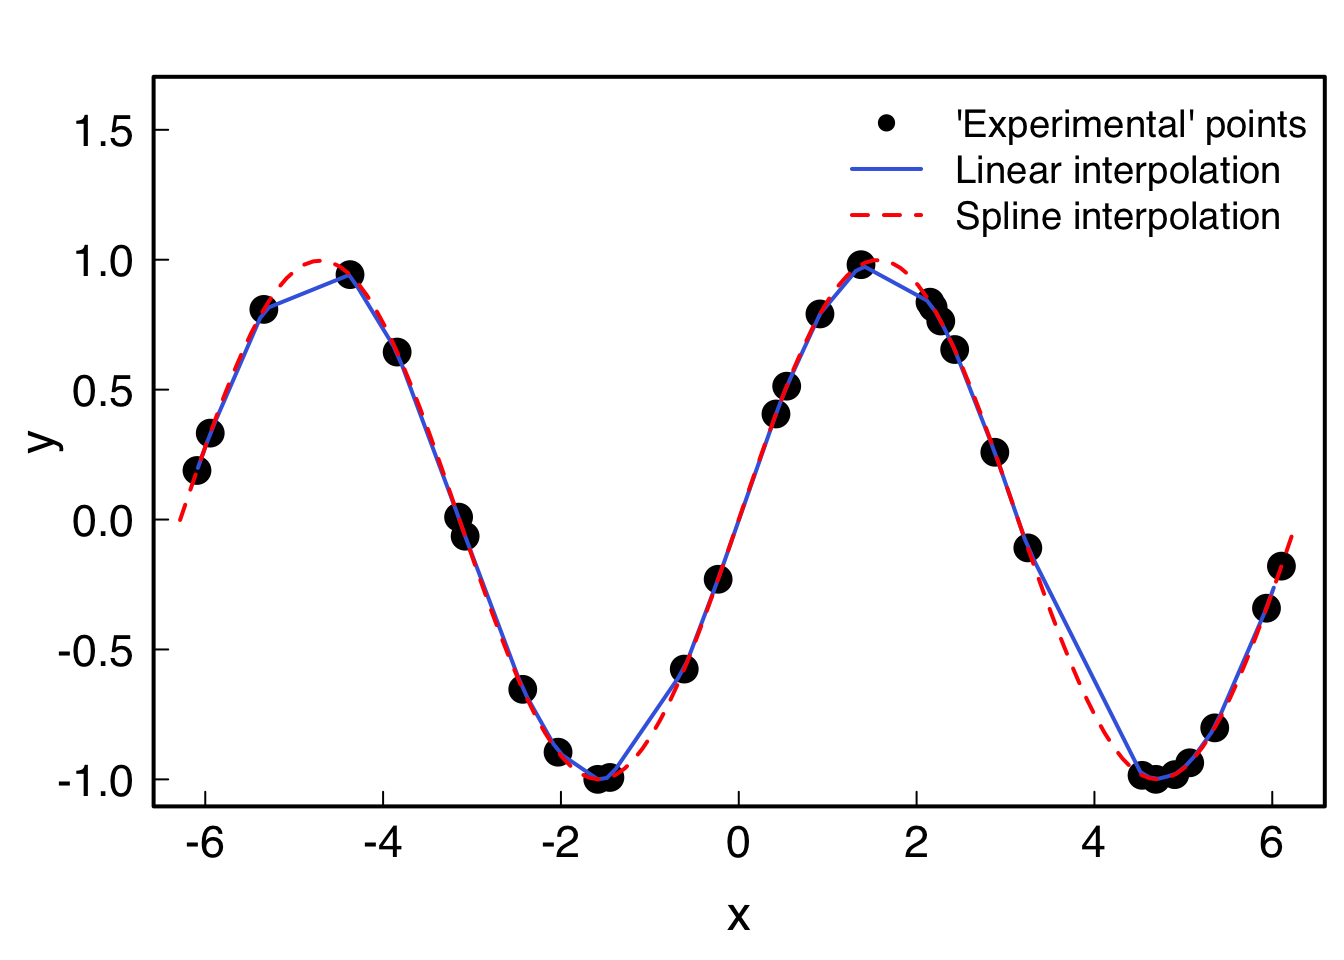 'Experimental' points
Linear interpolation
Spline interpolation
1.5
1.0
0.5
0.0
-0.5
-1.0
y
-6 -4 -2 0 2 4 6
x